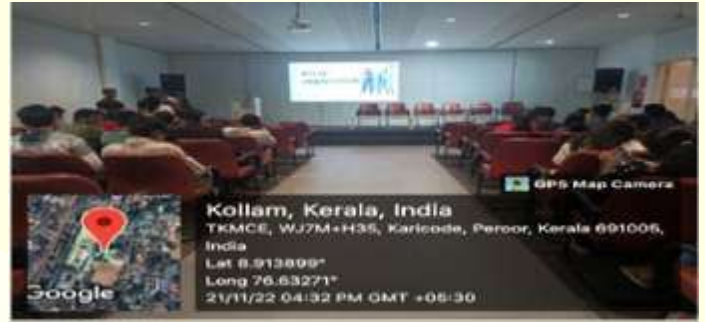 GPS Map Camera
Kollam, Kerala, India
TKMCE, WJ7M+H35, Karicode, Peroor, Kerala 691005,
India
Lat 8.913899°
Long 76.63271°
21/11/22 04:32 PM GMT +05:30
Google